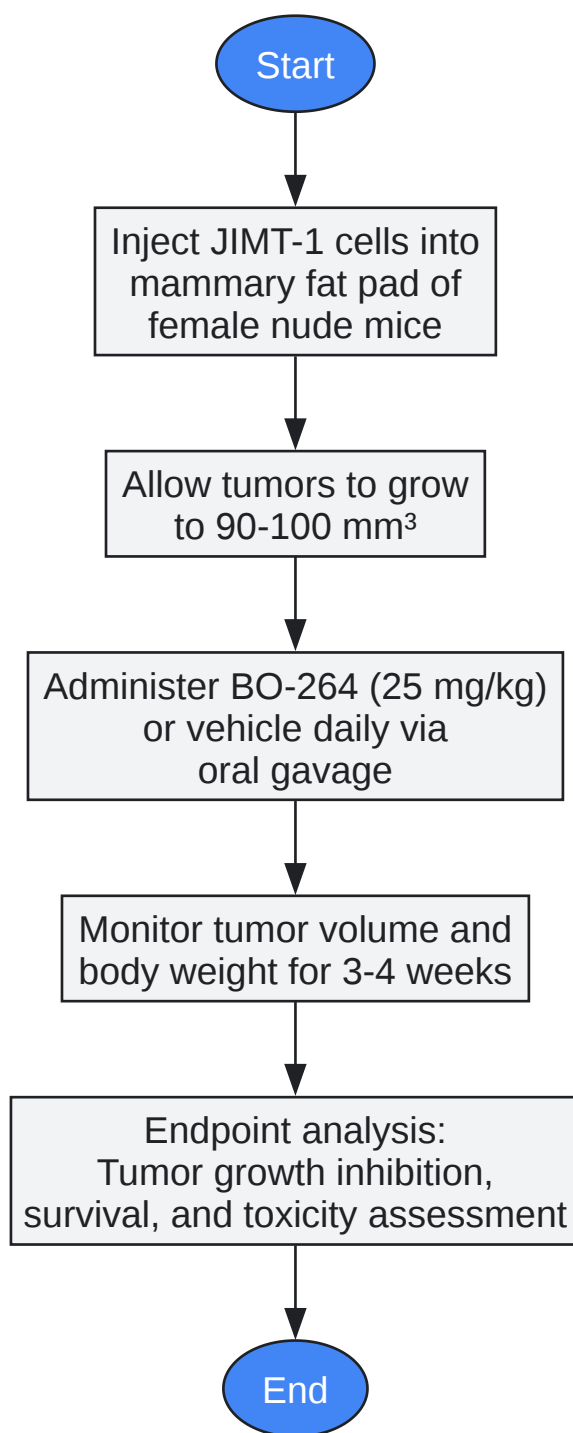 Start
Inject JIMT-1 cells into
mammary fat pad of
female nude mice
Allow tumors to grow
to 90-100 mm³
Administer BO-264 (25 mg/kg)
or vehicle daily via
oral gavage
Monitor tumor volume and
body weight for 3-4 weeks
Endpoint analysis:
Tumor growth inhibition,
survival, and toxicity assessment
End